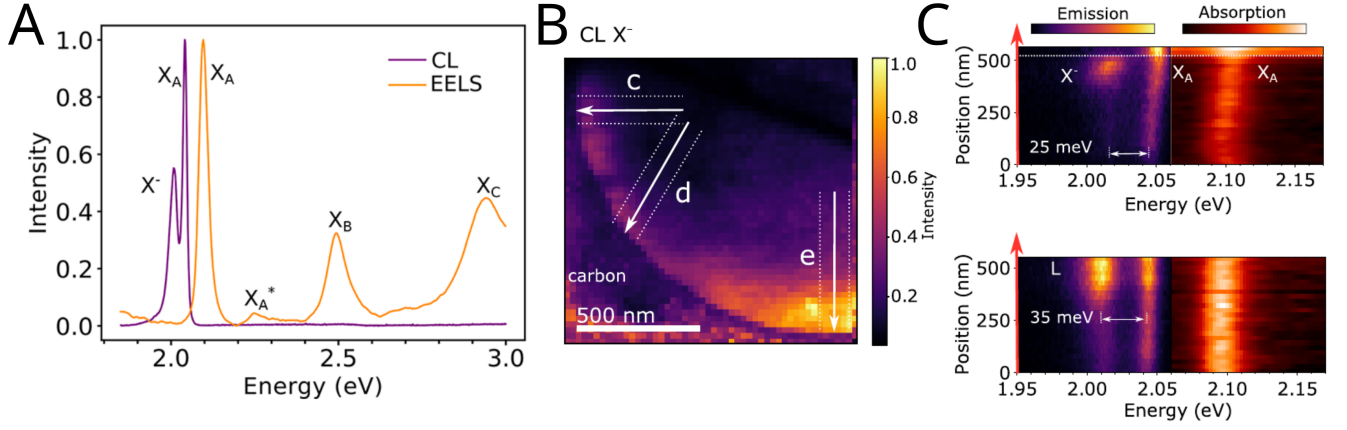 A
B
C
CL X⁻
Emission
Absorption
1.0
0.8
0.6
0.4
0.2
0.0
Intensity
X_A
X_A
X⁻
X_A*
X_B
X_C
CL
EELS
2.0
2.5
3.0
Energy (eV)
c
d
e
carbon
500 nm
1.0
0.8
0.6
0.4
0.2
Intensity
500
250
0
Position (nm)
X⁻
X_A
X_A
25 meV
1.95
2.00
2.05
2.10
2.15
Energy (eV)
500
250
0
Position (nm)
L
35 meV
1.95
2.00
2.05
2.10
2.15
Energy (eV)